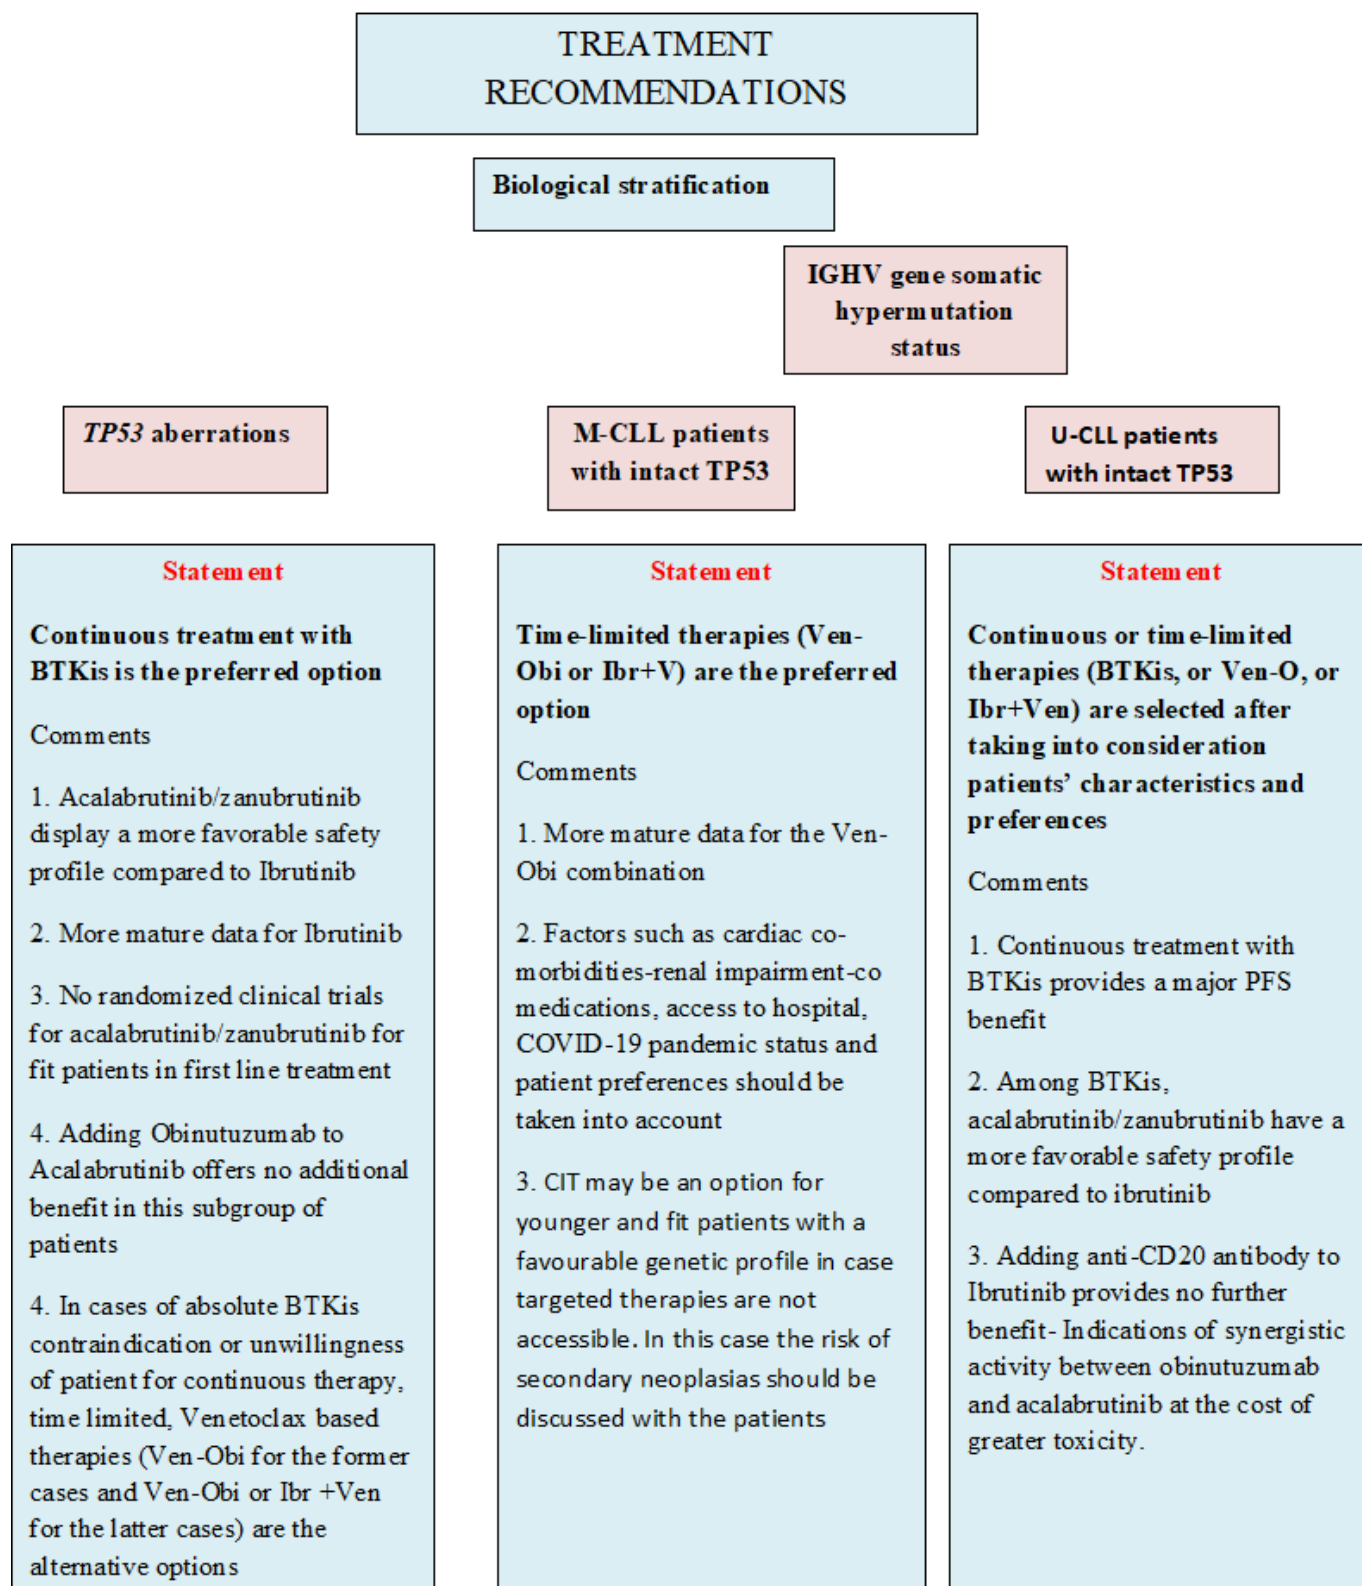 TREATMENT
RECOMMENDATIONS
Biological stratification
IGHV gene somatic
hypermutation
status
TP53 aberrations
M-CLL patients
with intact TP53
U-CLL patients
with intact TP53
Statement
Continuous treatment with
BTKis is the preferred option
Comments
1. Acalabrutinib/zanubrutinib
display a more favorable safety
profile compared to Ibrutinib
2. More mature data for Ibrutinib
3. No randomized clinical trials
for acalabrutinib/zanubrutinib for
fit patients in first line treatment
4. Adding Obinutuzumab to
Acalabrutinib offers no additional
benefit in this subgroup of
patients
4. In cases of absolute BTKis
contraindication or unwillingness
of patient for continuous therapy,
time limited, Venetoclax based
therapies (Ven-Obi for the former
cases and Ven-Obi or Ibr +Ven
for the latter cases) are the
alternative options
Statement
Time-limited therapies (Ven-
Obi or Ibr+V) are the preferred
option
Comments
1. More mature data for the Ven-
Obi combination
2. Factors such as cardiac co-
morbidities-renal impairment-co
medications, access to hospital,
COVID-19 pandemic status and
patient preferences should be
taken into account
3. CIT may be an option for
younger and fit patients with a
favourable genetic profile in case
targeted therapies are not
accessible. In this case the risk of
secondary neoplasias should be
discussed with the patients
Statement
Continuous or time-limited
therapies (BTKis, or Ven-O, or
Ibr+Ven) are selected after
taking into consideration
patients’ characteristics and
preferences
Comments
1. Continuous treatment with
BTKis provides a major PFS
benefit
2. Among BTKis,
acalabrutinib/zanubrutinib have a
more favorable safety profile
compared to ibrutinib
3. Adding anti-CD20 antibody to
Ibrutinib provides no further
benefit- Indications of synergistic
activity between obinutuzumab
and acalabrutinib at the cost of
greater toxicity.